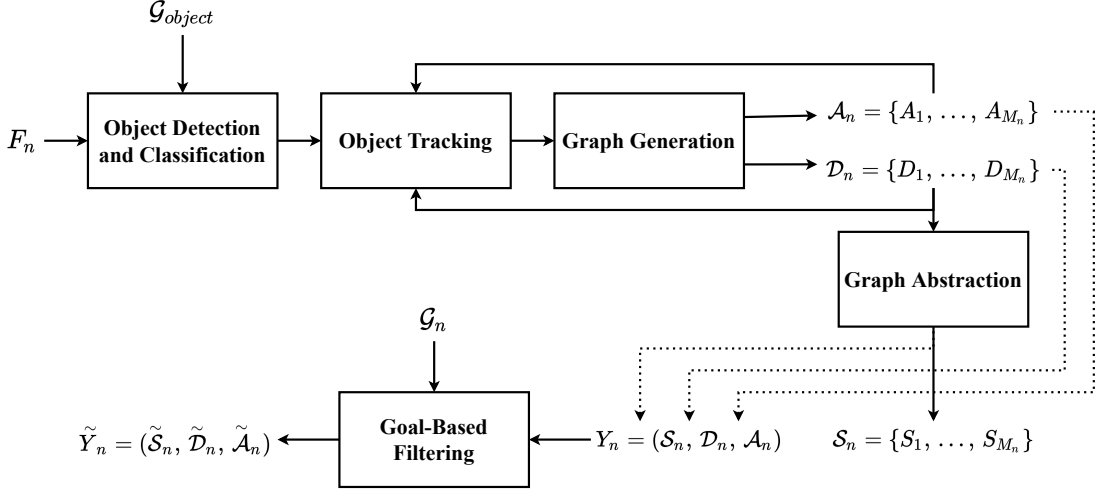 𝒢_object
F_n
Object Detection
and Classification
Object Tracking
Graph Generation
𝒜_n = {A_1, …, A_{M_n}}
𝒟_n = {D_1, …, D_{M_n}}
Graph Abstraction
𝒢_n
Goal-Based
Filtering
Ỹ_n = (𝒮̃_n, 𝒟̃_n, 𝒜̃_n)
Y_n = (𝒮_n, 𝒟_n, 𝒜_n)
𝒮_n = {S_1, …, S_{M_n}}